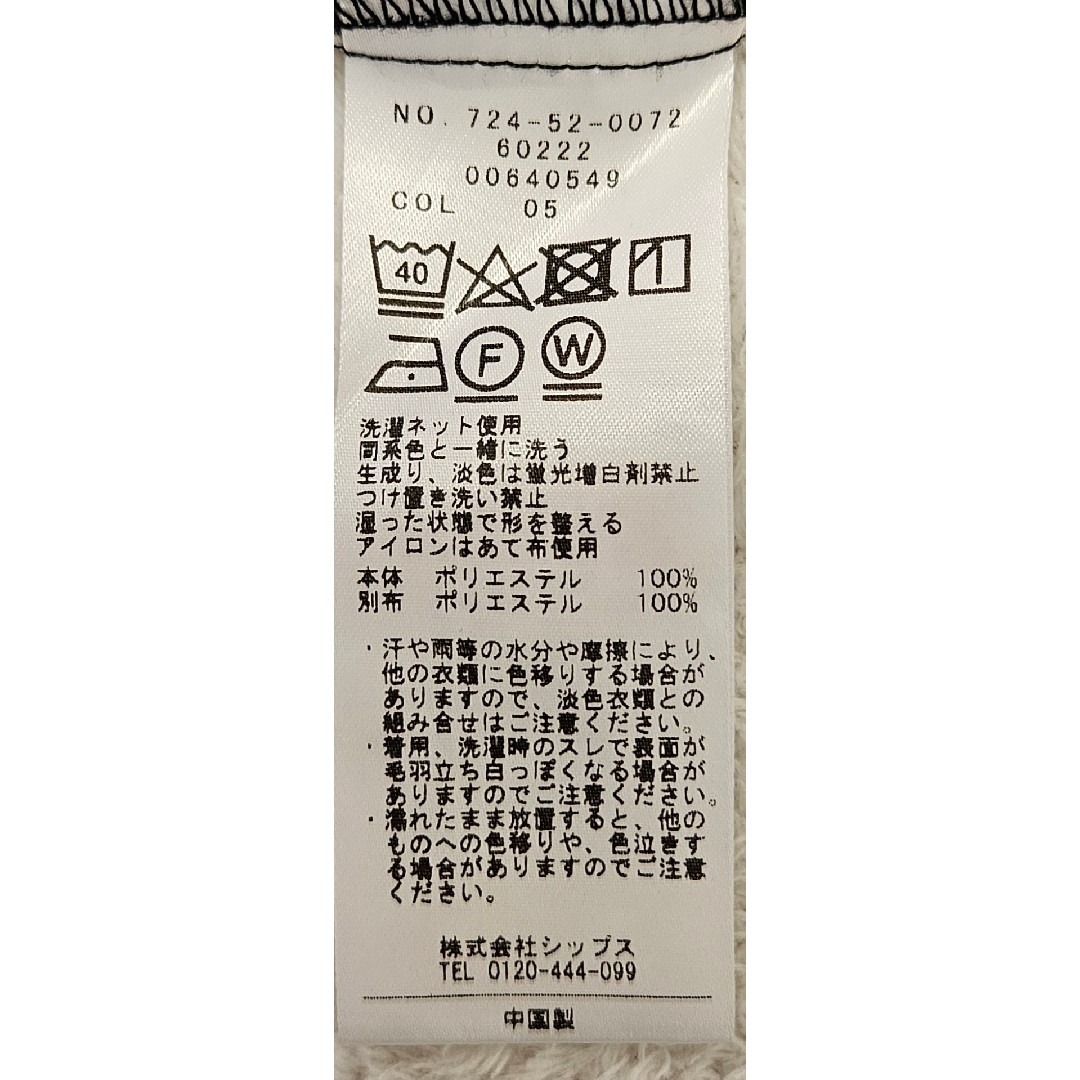 NO. 724-52-0072
60222
00640549
COL 05
40
F W
洗濯ネット使用
同系色と一緒に洗う
生成り、淡色は蛍光増白剤禁止
つけ置き洗い禁止
湿った状態で形を整える
アイロンはあて布使用
本体 ポリエステル 100%
別布 ポリエステル 100%
・汗や雨等の水分や摩擦により、
他の衣類に色移りする場合が
ありますので、淡色衣類との
組み合せはご注意ください。
・着用、洗濯時のスレで表面が
毛羽立ち白っぽくなる場合が
ありますのでご注意ください。
・濡れたまま放置すると、他の
ものへの色移りや、色泣きす
る場合がありますのでご注意
ください。
株式会社シップス
TEL 0120-444-099
中国製